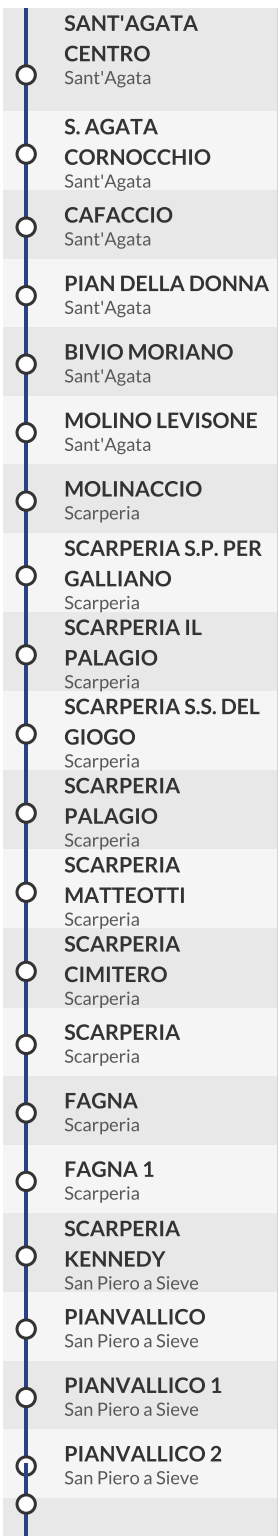 SANT'AGATA
CENTRO
Sant'Agata
S. AGATA
CORNOCCHIO
Sant'Agata
CAFACCIO
Sant'Agata
PIAN DELLA DONNA
Sant'Agata
BIVIO MORIANO
Sant'Agata
MOLINO LEVISONE
Sant'Agata
MOLINACCIO
Scarperia
SCARPERIA S.P. PER
GALLIANO
Scarperia
SCARPERIA IL
PALAGIO
Scarperia
SCARPERIA S.S. DEL
GIOGO
Scarperia
SCARPERIA
PALAGIO
Scarperia
SCARPERIA
MATTEOTTI
Scarperia
SCARPERIA
CIMITERO
Scarperia
SCARPERIA
Scarperia
FAGNA
Scarperia
FAGNA 1
Scarperia
SCARPERIA
KENNEDY
San Piero a Sieve
PIANVALLICO
San Piero a Sieve
PIANVALLICO 1
San Piero a Sieve
PIANVALLICO 2
San Piero a Sieve